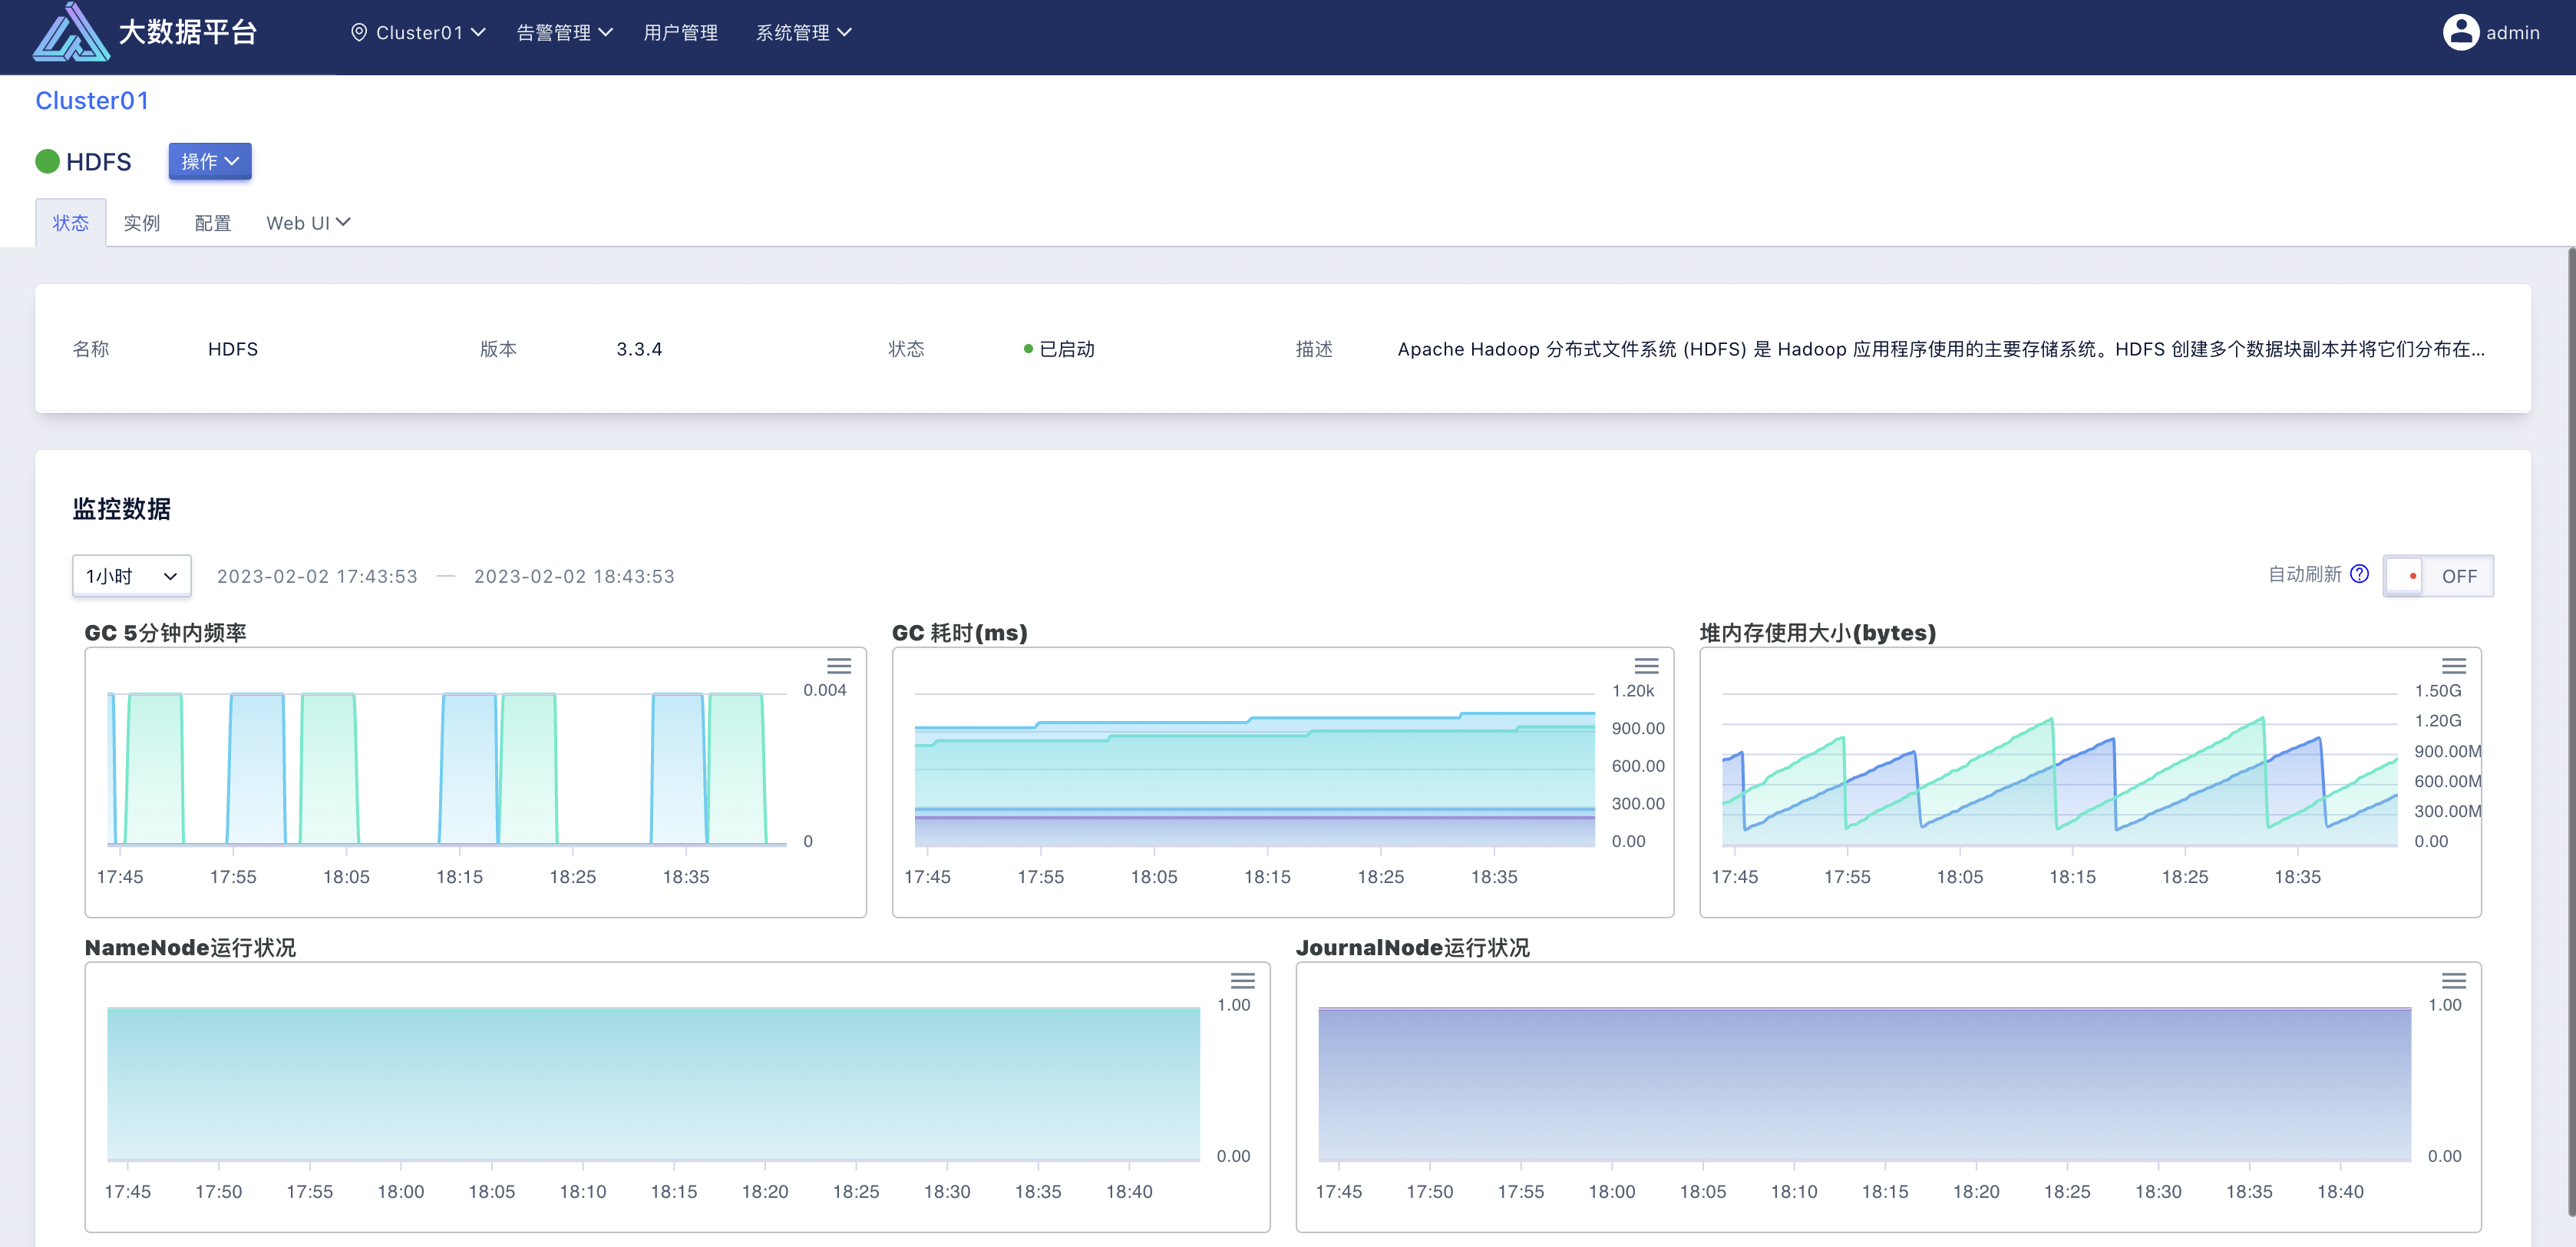 大数据平台 Cluster01 告警管理 用户管理 系统管理 admin
Cluster01
HDFS 操作
状态 实例 配置 Web UI
名称 HDFS 版本 3.3.4 状态 已启动 描述 Apache Hadoop 分布式文件系统 (HDFS) 是 Hadoop 应用程序使用的主要存储系统。HDFS 创建多个数据块副本并将它们分布在...
监控数据
1小时 2023-02-02 17:43:53 — 2023-02-02 18:43:53 自动刷新 ? OFF
GC 5分钟内频率
0.004
0
17:45 17:55 18:05 18:15 18:25 18:35
GC 耗时(ms)
1.20k
900.00
600.00
300.00
0.00
17:45 17:55 18:05 18:15 18:25 18:35
堆内存使用大小(bytes)
1.50G
1.20G
900.00M
600.00M
300.00M
0.00
17:45 17:55 18:05 18:15 18:25 18:35
NameNode运行状况
1.00
0.00
17:45 17:50 17:55 18:00 18:05 18:10 18:15 18:20 18:25 18:30 18:35 18:40
JournalNode运行状况
1.00
0.00
17:45 17:50 17:55 18:00 18:05 18:10 18:15 18:20 18:25 18:30 18:35 18:40